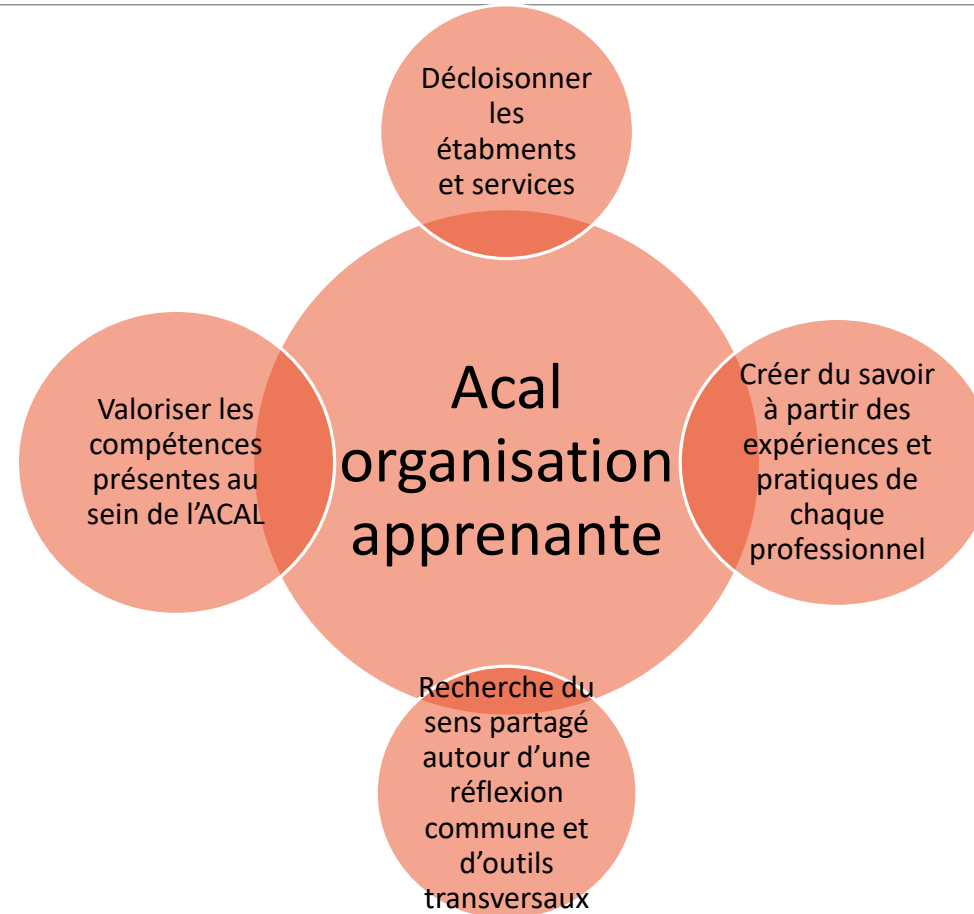 Décloisonner
les
étabments
et services
Valoriser les
compétences
présentes au
sein de l’ACAL
Acal
organisation
apprenante
Créer du savoir
à partir des
expériences et
pratiques de
chaque
professionnel
Recherche du
sens partagé
autour d’une
réflexion
commune et
d’outils
transversaux